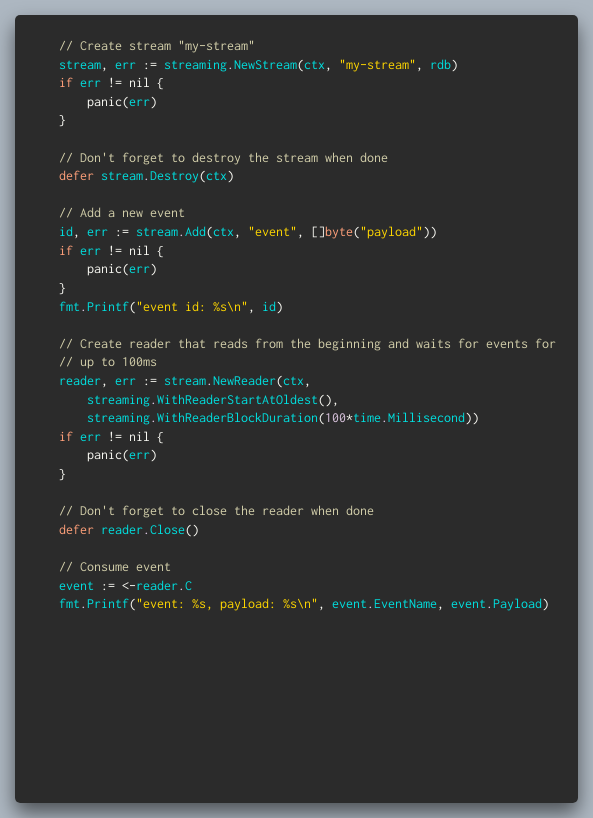 // Create stream "my-stream"
stream, err := streaming.NewStream(ctx, "my-stream", rdb)
if err != nil {
    panic(err)
}

// Don't forget to destroy the stream when done
defer stream.Destroy(ctx)

// Add a new event
id, err := stream.Add(ctx, "event", []byte("payload"))
if err != nil {
    panic(err)
}
fmt.Printf("event id: %s\n", id)

// Create reader that reads from the beginning and waits for events for
// up to 100ms
reader, err := stream.NewReader(ctx,
    streaming.WithReaderStartAtOldest(),
    streaming.WithReaderBlockDuration(100*time.Millisecond))
if err != nil {
    panic(err)
}

// Don't forget to close the reader when done
defer reader.Close()

// Consume event
event := <-reader.C
fmt.Printf("event: %s, payload: %s\n", event.EventName, event.Payload)